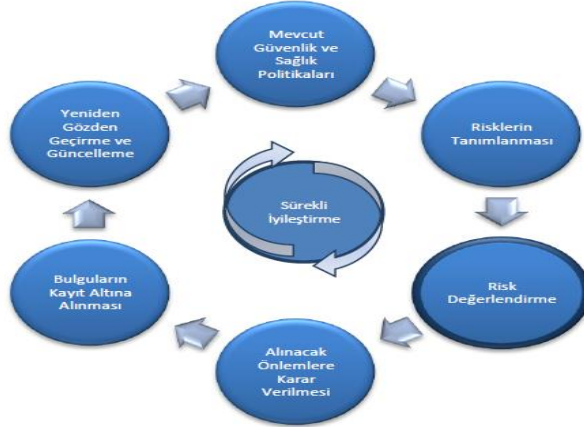 Mevcut
Güvenlik ve
Sağlık
Politikaları
Risklerin
Tanımlanması
Risk
Değerlendirme
Alınacak
Önlemlere
Karar
Verilmesi
Bulguların
Kayıt Altına
Alınması
Yeniden
Gözden
Geçirme ve
Güncelleme
Sürekli
İyileştirme